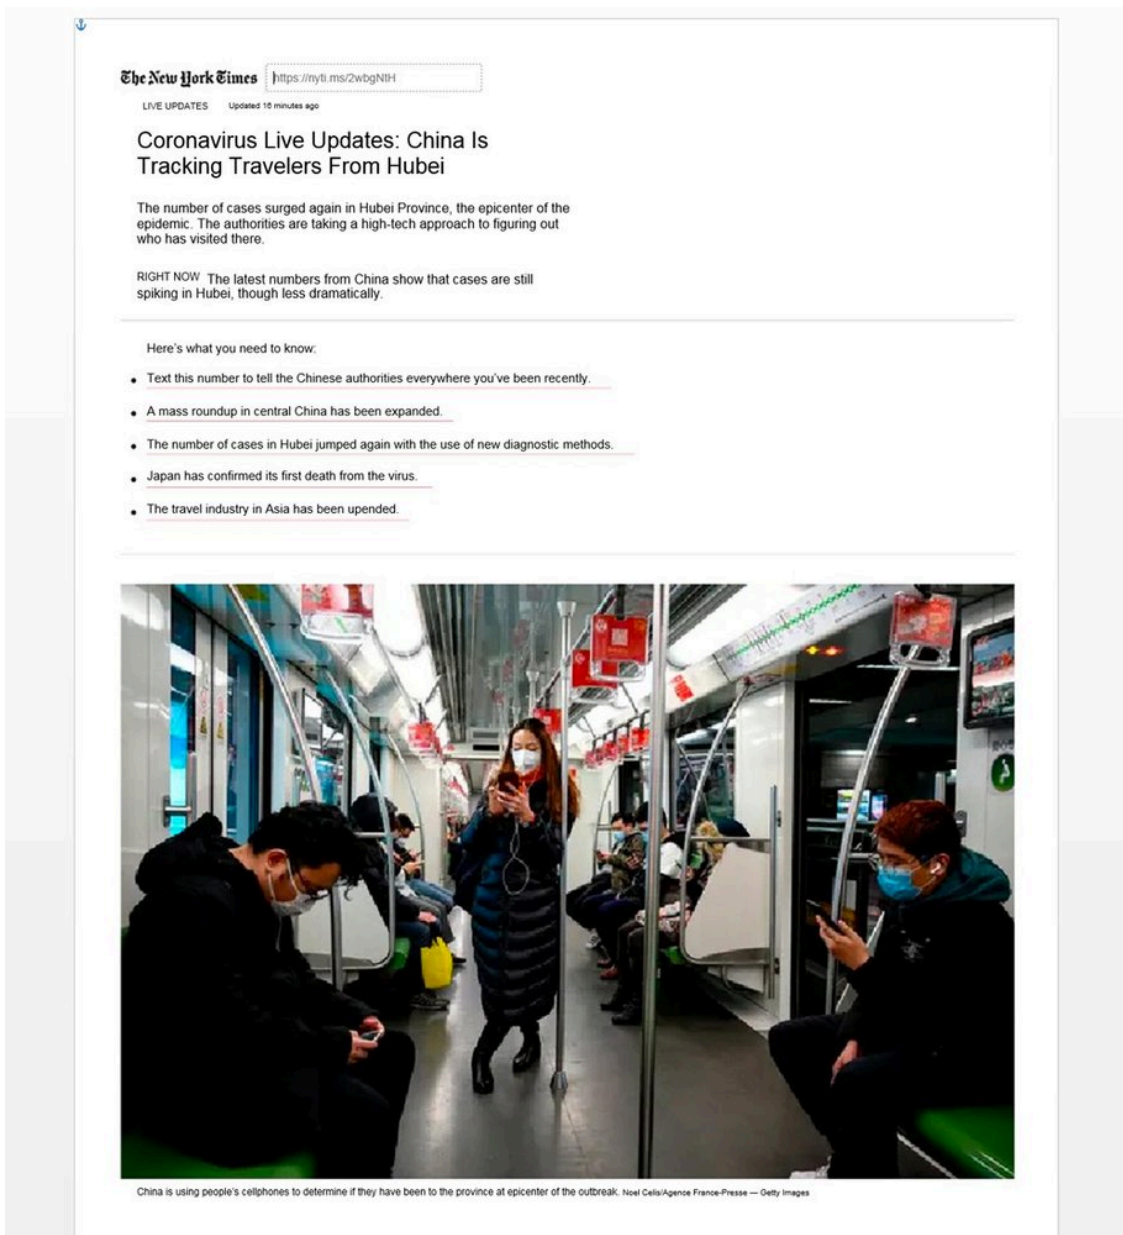 The New York Times https://nyti.ms/2wbgNtH
LIVE UPDATES Updated 16 minutes ago
Coronavirus Live Updates: China Is
Tracking Travelers From Hubei
The number of cases surged again in Hubei Province, the epicenter of the
epidemic. The authorities are taking a high-tech approach to figuring out
who has visited there.
RIGHT NOW The latest numbers from China show that cases are still
spiking in Hubei, though less dramatically.
Here's what you need to know:
• Text this number to tell the Chinese authorities everywhere you've been recently.
• A mass roundup in central China has been expanded.
• The number of cases in Hubei jumped again with the use of new diagnostic methods.
• Japan has confirmed its first death from the virus.
• The travel industry in Asia has been upended.
China is using people's cellphones to determine if they have been to the province at epicenter of the outbreak. Noel Celis/Agence France-Presse — Getty Images